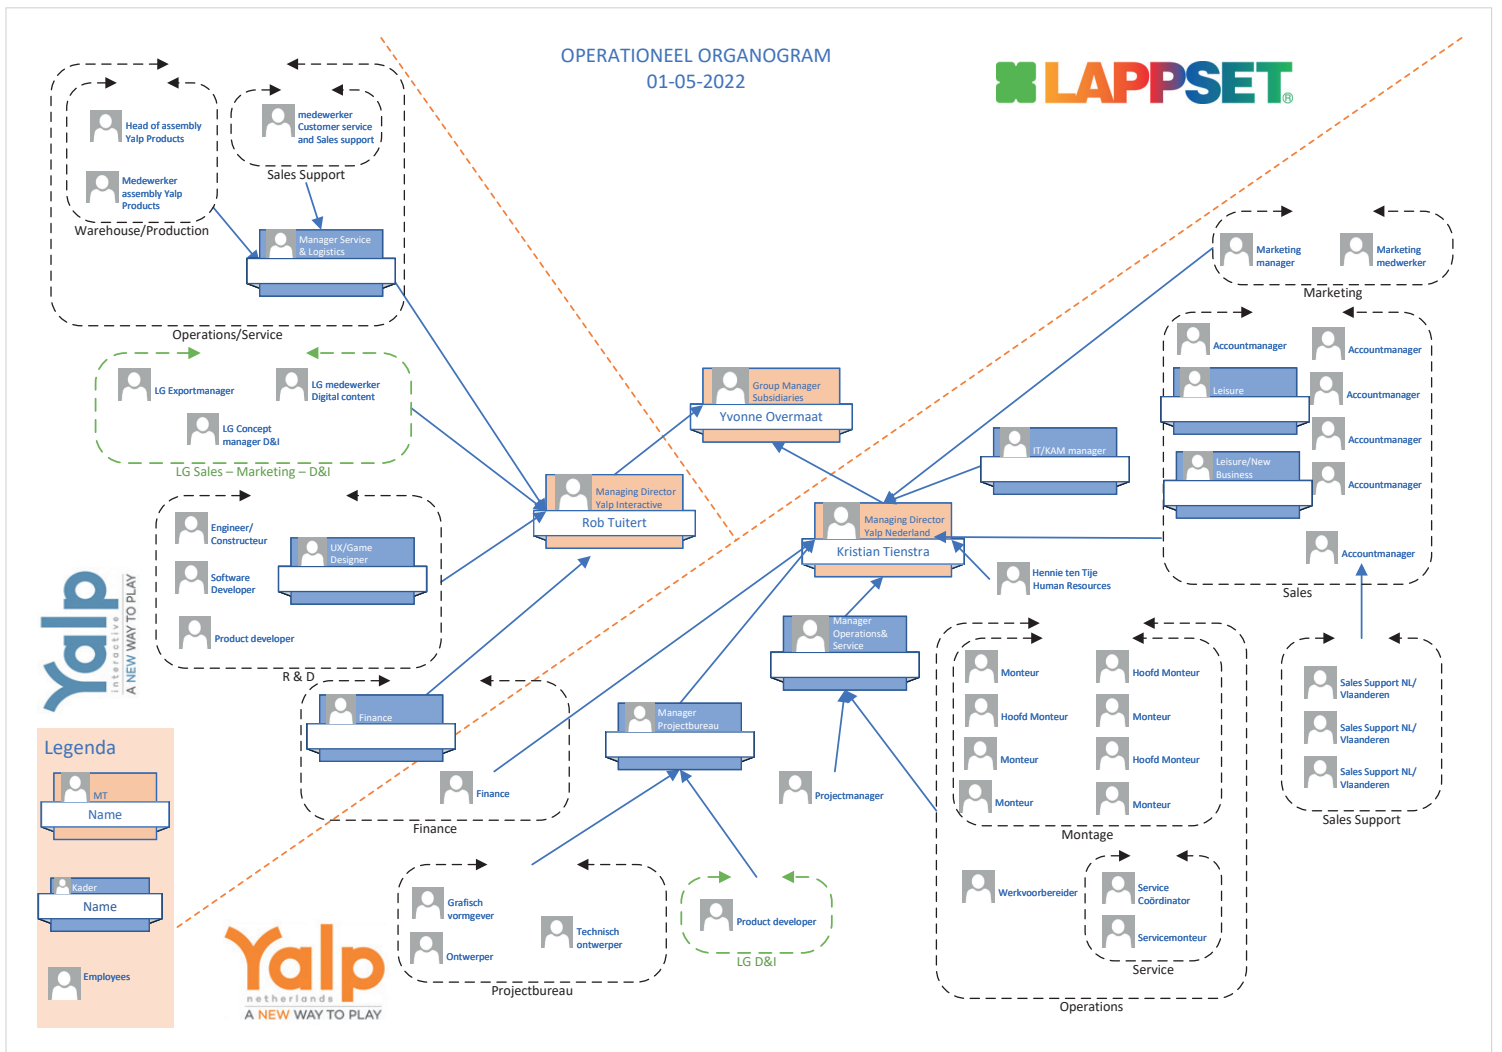 OPERATIONEEL ORGANOGRAM
01-05-2022
LAPPSET®
Head of assembly
Yalp Products
Medewerker
assembly Yalp
Products
Warehouse/Production
medewerker
Customer service
and Sales support
Sales Support
Manager Service
& Logistics
Operations/Service
LG Exportmanager
LG medewerker
Digital content
LG Concept
manager D&I
LG Sales – Marketing – D&I
Engineer/
Constructeur
Software
Developer
Product developer
UX/Game
Designer
R & D
Finance
Finance
Finance
Group Manager
Subsidiaries
Yvonne Overmaat
Managing Director
Yalp Interactive
Rob Tuitert
Managing Director
Yalp Nederland
Kristian Tienstra
IT/KAM manager
Hennie ten Tije
Human Resources
Marketing
manager
Marketing
medwerker
Marketing
Accountmanager
Accountmanager
Leisure
Accountmanager
Accountmanager
Leisure/New
Business
Accountmanager
Accountmanager
Sales
Sales Support NL/
Vlaanderen
Sales Support NL/
Vlaanderen
Sales Support NL/
Vlaanderen
Sales Support
Manager
Operations&
Service
Manager
Projectbureau
Projectmanager
Monteur
Hoofd Monteur
Hoofd Monteur
Monteur
Monteur
Hoofd Monteur
Monteur
Monteur
Montage
Werkvoorbereider
Service
Coördinator
Servicemonteur
Service
Operations
Grafisch
vormgever
Ontwerper
Technisch
ontwerper
Projectbureau
Product developer
LG D&I
Yalp
interactive
A NEW WAY TO PLAY
Legenda
MT
Name
Kader
Name
Employees
Yalp
netherlands
A NEW WAY TO PLAY